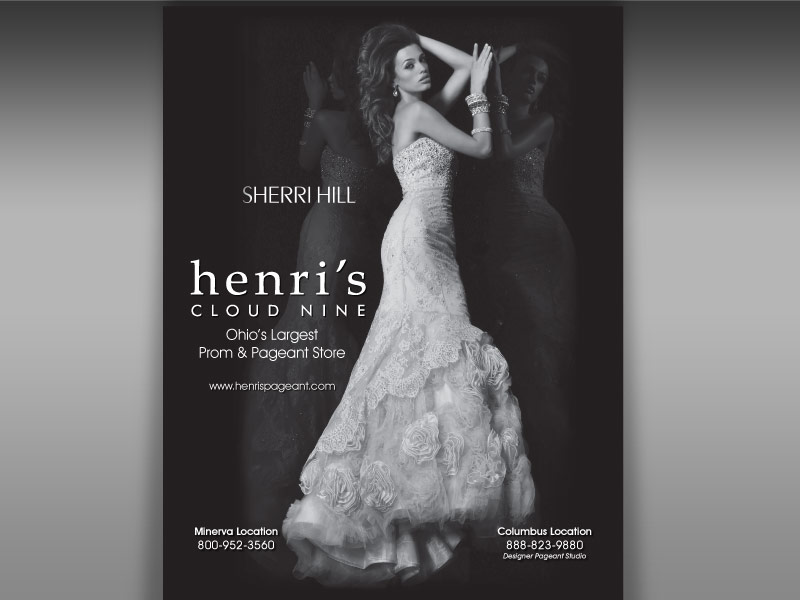 SHERRI HILL
henri's
CLOUD NINE
Ohio's Largest
Prom & Pageant Store
www.henrispageant.com
Minerva Location
800-952-3560
Columbus Location
888-823-9880
Designer Pageant Studio